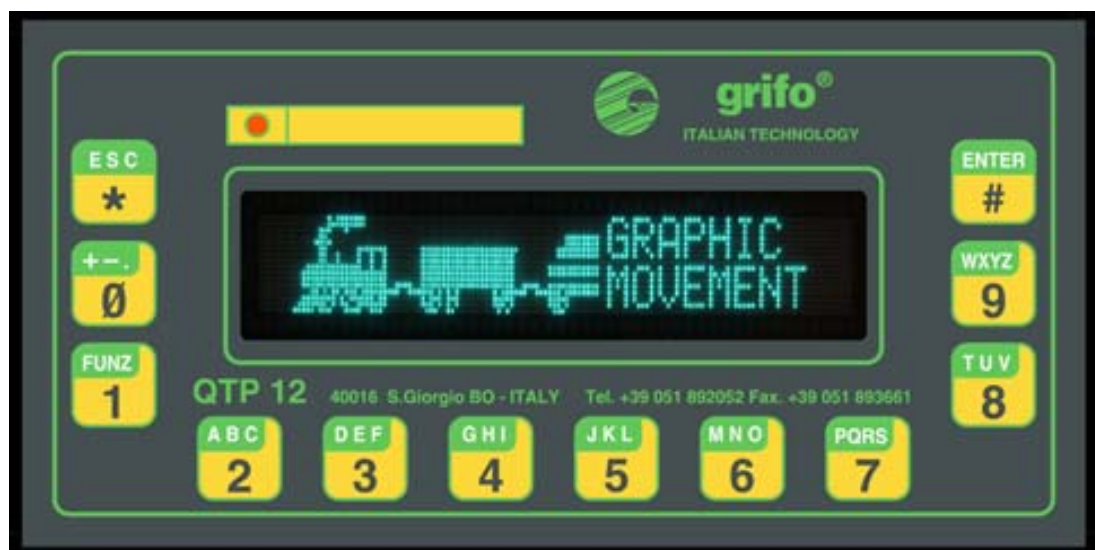 grifo®
ITALIAN TECHNOLOGY
ESC
*
ENTER
#
GRAPHIC
MOVEMENT
+-.
0
WXYZ
9
FUNZ
1
TUV
8
QTP 12 40016 S.Giorgio BO - ITALY Tel. +39 051 892052 Fax. +39 051 893661
ABC
2
DEF
3
GHI
4
JKL
5
MNO
6
PQRS
7